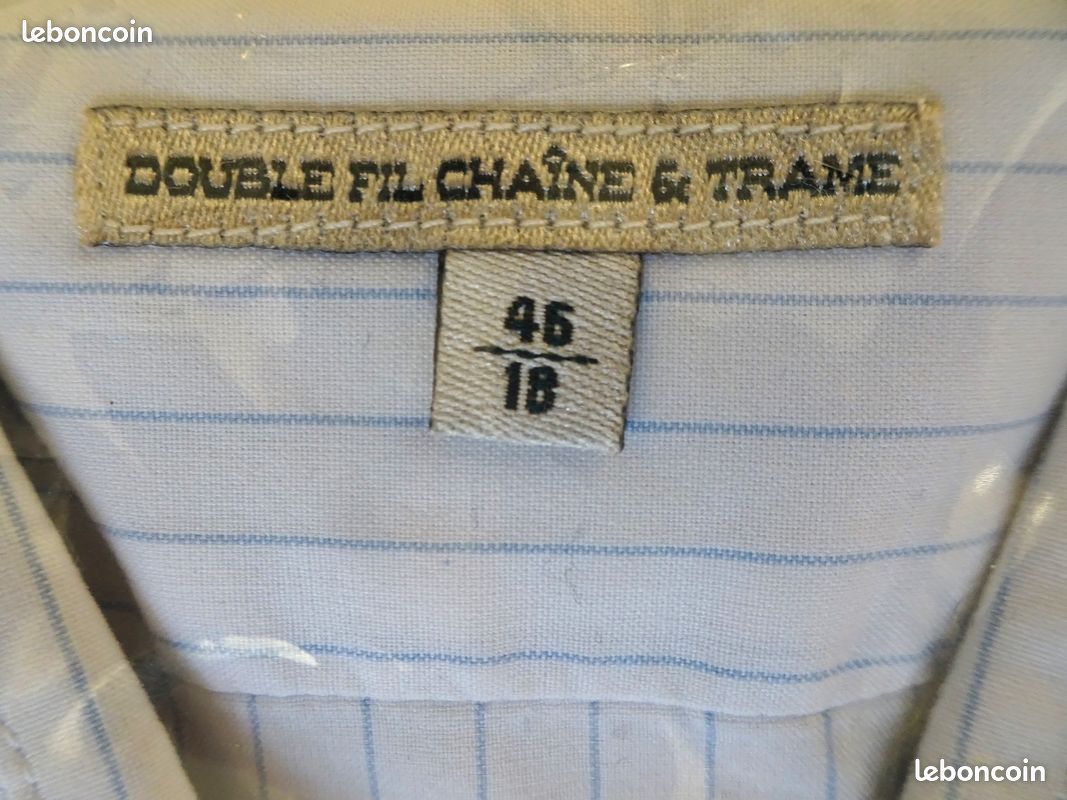 leboncoin
DOUBLE FIL CHAÎNE & TRAME
46
18
leboncoin